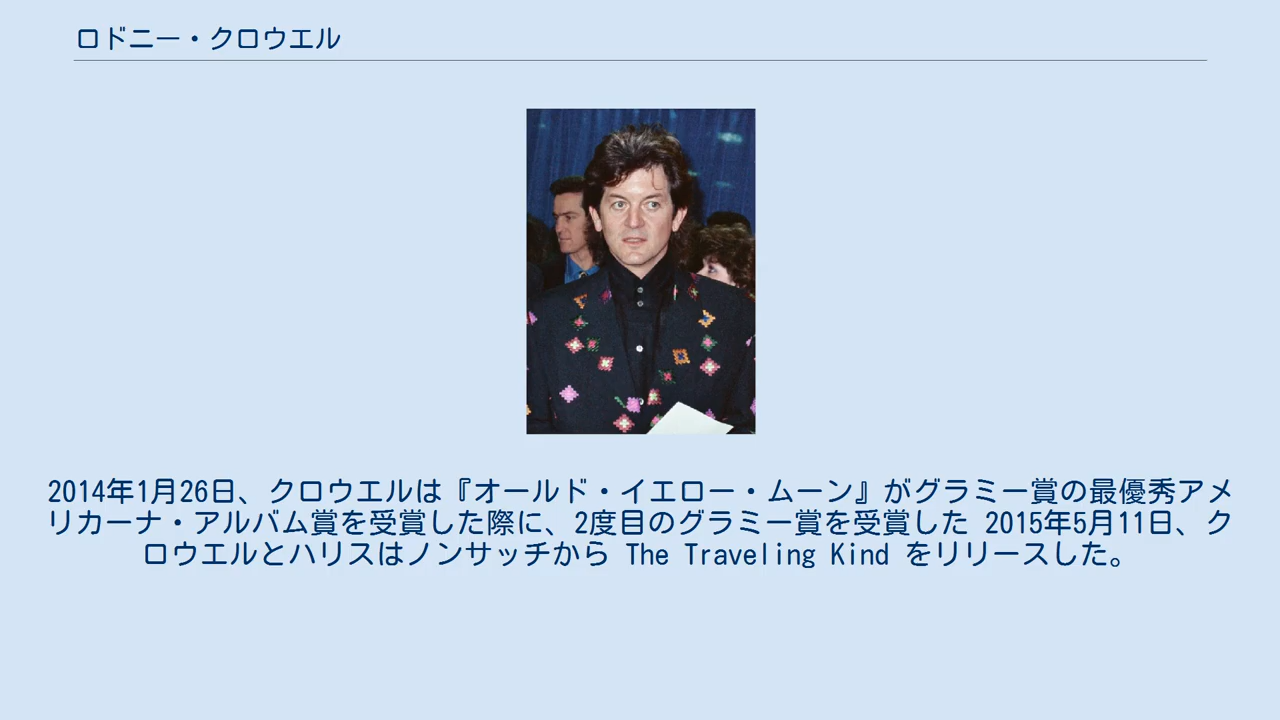 ロドニー・クロウエル
2014年1月26日、クロウエルは『オールド・イエロー・ムーン』がグラミー賞の最優秀アメ
リカーナ・アルバム賞を受賞した際に、2度目のグラミー賞を受賞した 2015年5月11日、ク
ロウエルとハリスはノンサッチから The Traveling Kind をリリースした。